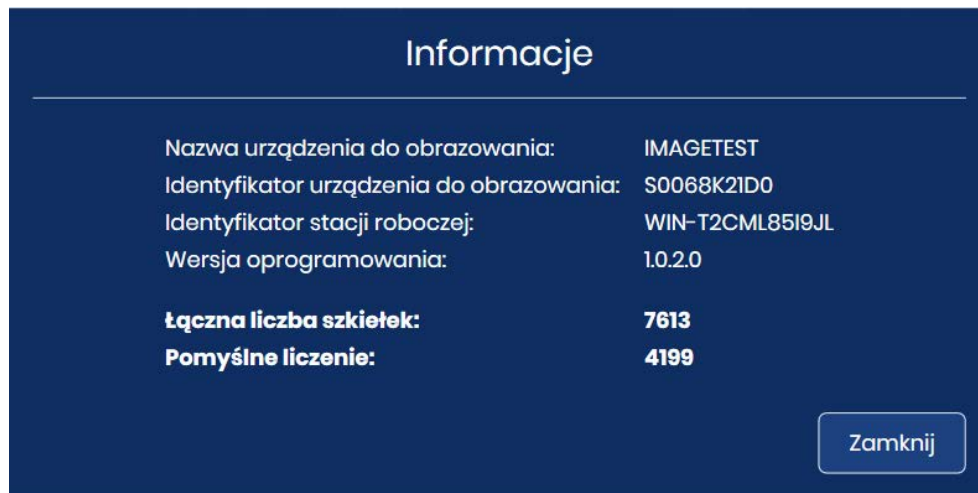 Informacje
Nazwa urządzenia do obrazowania: IMAGETEST
Identyfikator urządzenia do obrazowania: S0068K21D0
Identyfikator stacji roboczej: WIN-T2CML85I9JL
Wersja oprogramowania: 1.0.2.0
Łączna liczba szkiełek: 7613
Pomyślne liczenie: 4199
Zamknij